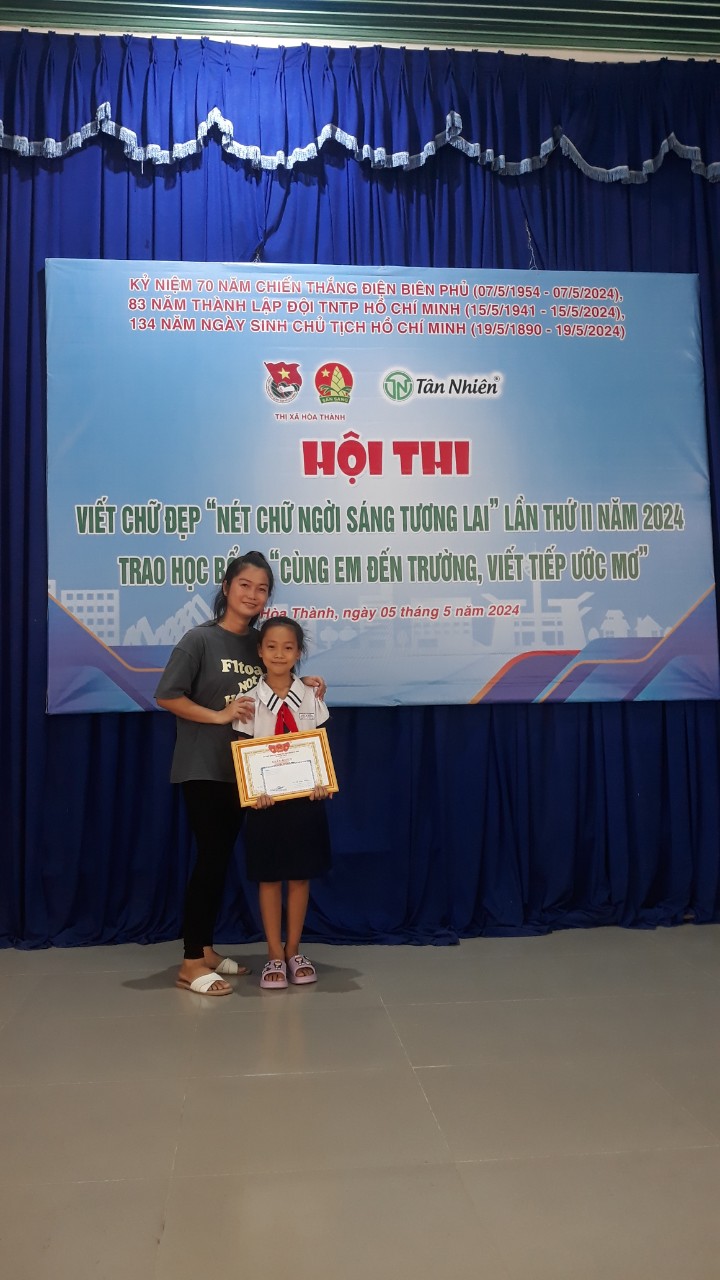 KỶ NIỆM 70 NĂM CHIẾN THẮNG ĐIỆN BIÊN PHỦ (07/5/1954 - 07/5/2024),
83 NĂM THÀNH LẬP ĐỘI TNTP HỒ CHÍ MINH (15/5/1941 - 15/5/2024),
134 NĂM NGÀY SINH CHỦ TỊCH HỒ CHÍ MINH (19/5/1890 - 19/5/2024)
SẴN SÀNG
TN Tân Nhiên®
THỊ XÃ HÒA THÀNH
HỘI THI
VIẾT CHỮ ĐẸP “NÉT CHỮ NGỜI SÁNG TƯƠNG LAI” LẦN THỨ II NĂM 2024
TRAO HỌC “CÙNG EM ĐẾN TRƯỜNG, VIẾT TIẾP ƯỚC MƠ”
Hòa Thành, ngày 05 tháng 5 năm 2024
NOT